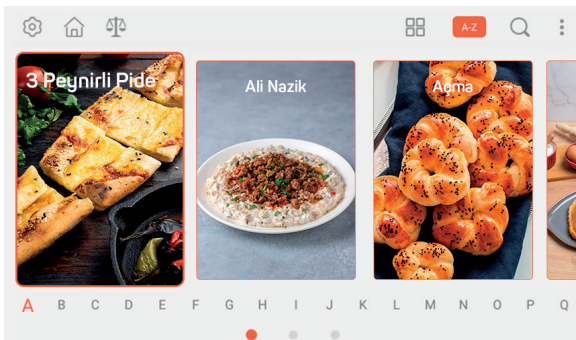 A-Z
3 Peynirli Pide
Ali Nazik
Açma
A B C D E F G H I J K L M N O P Q